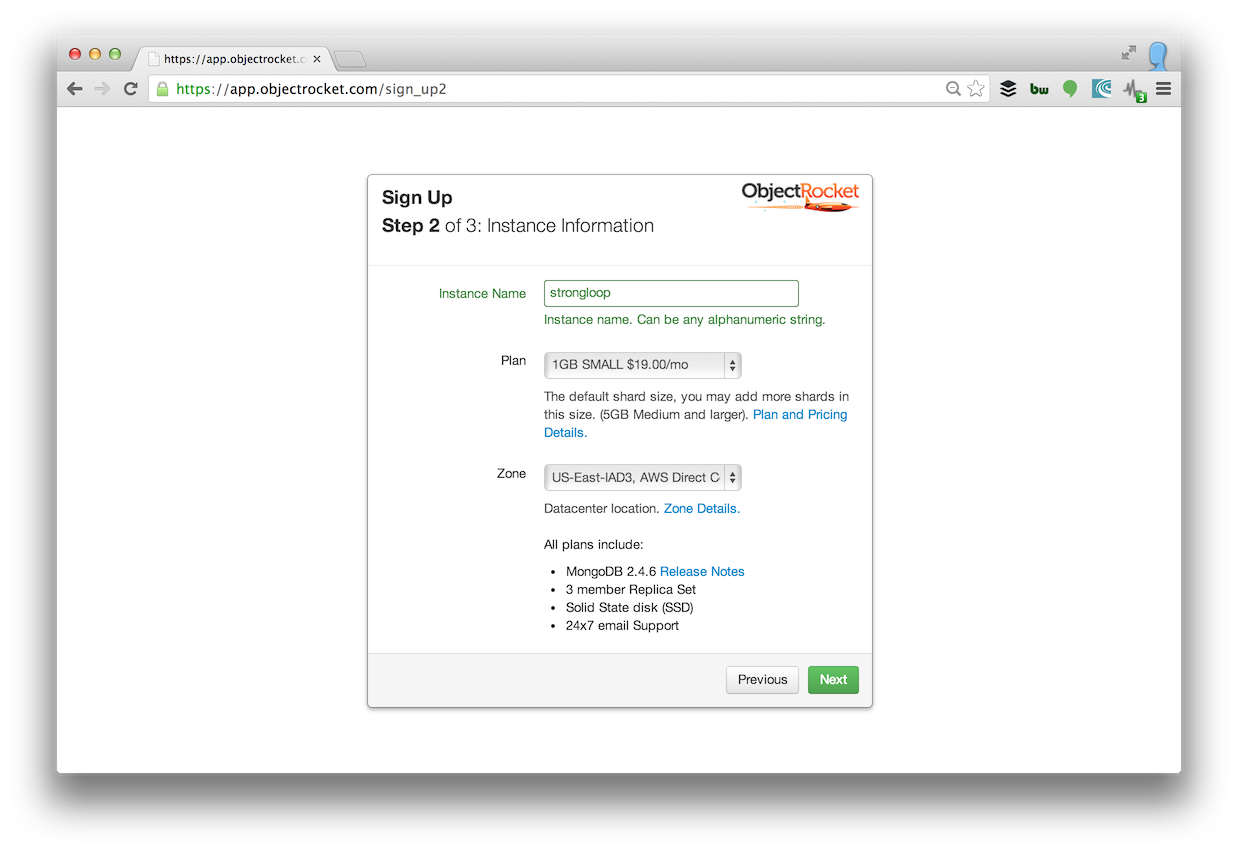 https://app.objectrocket.c
https://app.objectrocket.com/sign_up2
bw
3
Sign Up
ObjectRocket
Step 2 of 3: Instance Information
Instance Name
strongloop
Instance name. Can be any alphanumeric string.
Plan
1GB SMALL $19.00/mo
The default shard size, you may add more shards in
this size. (5GB Medium and larger). Plan and Pricing
Details.
Zone
US-East-IAD3, AWS Direct C
Datacenter location. Zone Details.
All plans include:
• MongoDB 2.4.6 Release Notes
• 3 member Replica Set
• Solid State disk (SSD)
• 24x7 email Support
Previous
Next